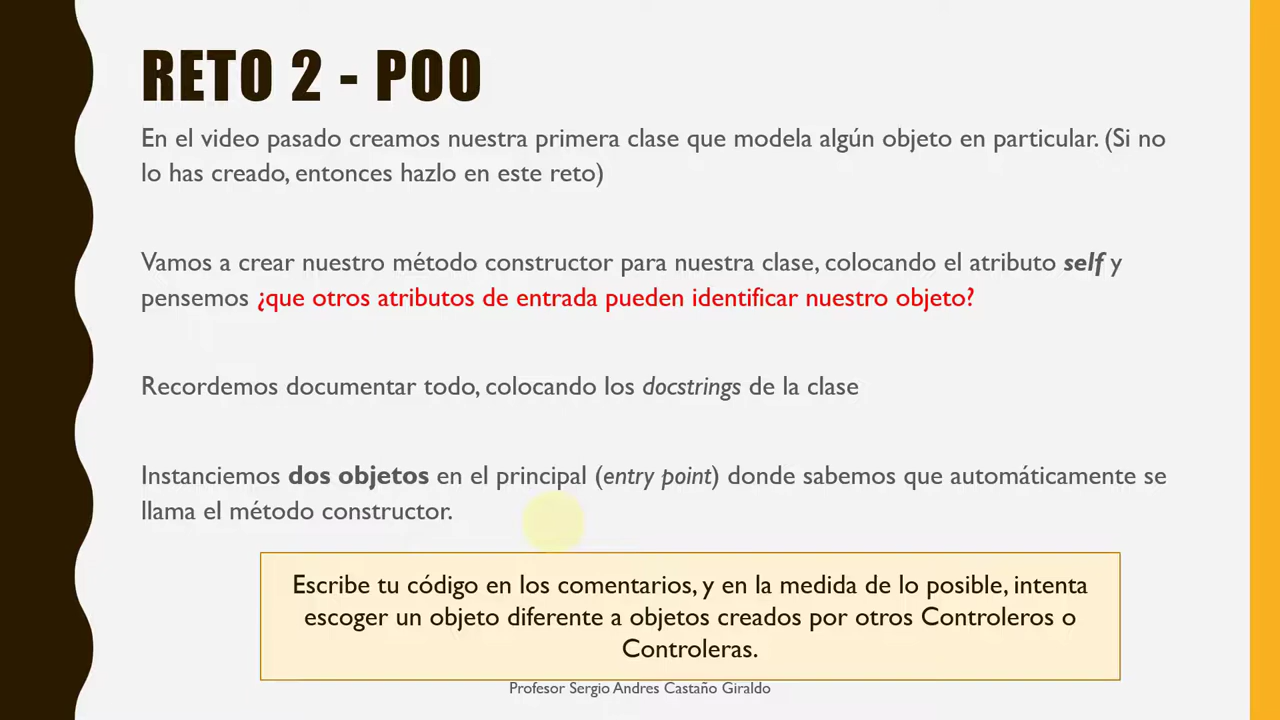 RETO 2 - POO
En el video pasado creamos nuestra primera clase que modela algún objeto en particular. (Si no
lo has creado, entonces hazlo en este reto)
Vamos a crear nuestro método constructor para nuestra clase, colocando el atributo self y
pensemos ¿que otros atributos de entrada pueden identificar nuestro objeto?
Recordemos documentar todo, colocando los docstrings de la clase
Instanciemos dos objetos en el principal (entry point) donde sabemos que automáticamente se
llama el método constructor.
Escribe tu código en los comentarios, y en la medida de lo posible, intenta
escoger un objeto diferente a objetos creados por otros Controleros o
Controleras.
Profesor Sergio Andres Castaño Giraldo